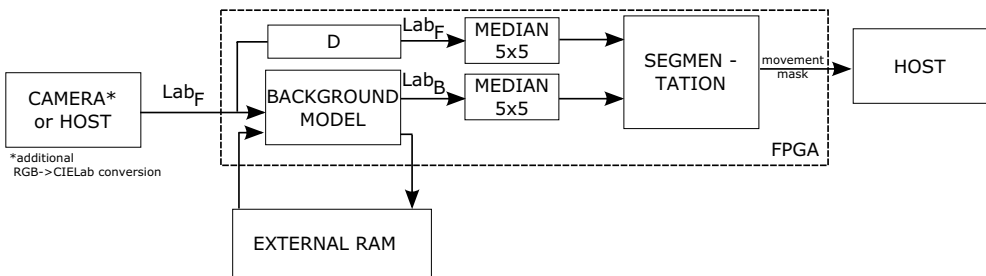 Lab_F
D
MEDIAN
5x5
SEGMEN -
TATION
CAMERA*
or HOST
Lab_F
BACKGROUND
MODEL
Lab_B
MEDIAN
5x5
movement
mask
HOST
*additional
RGB->CIELab conversion
FPGA
EXTERNAL RAM